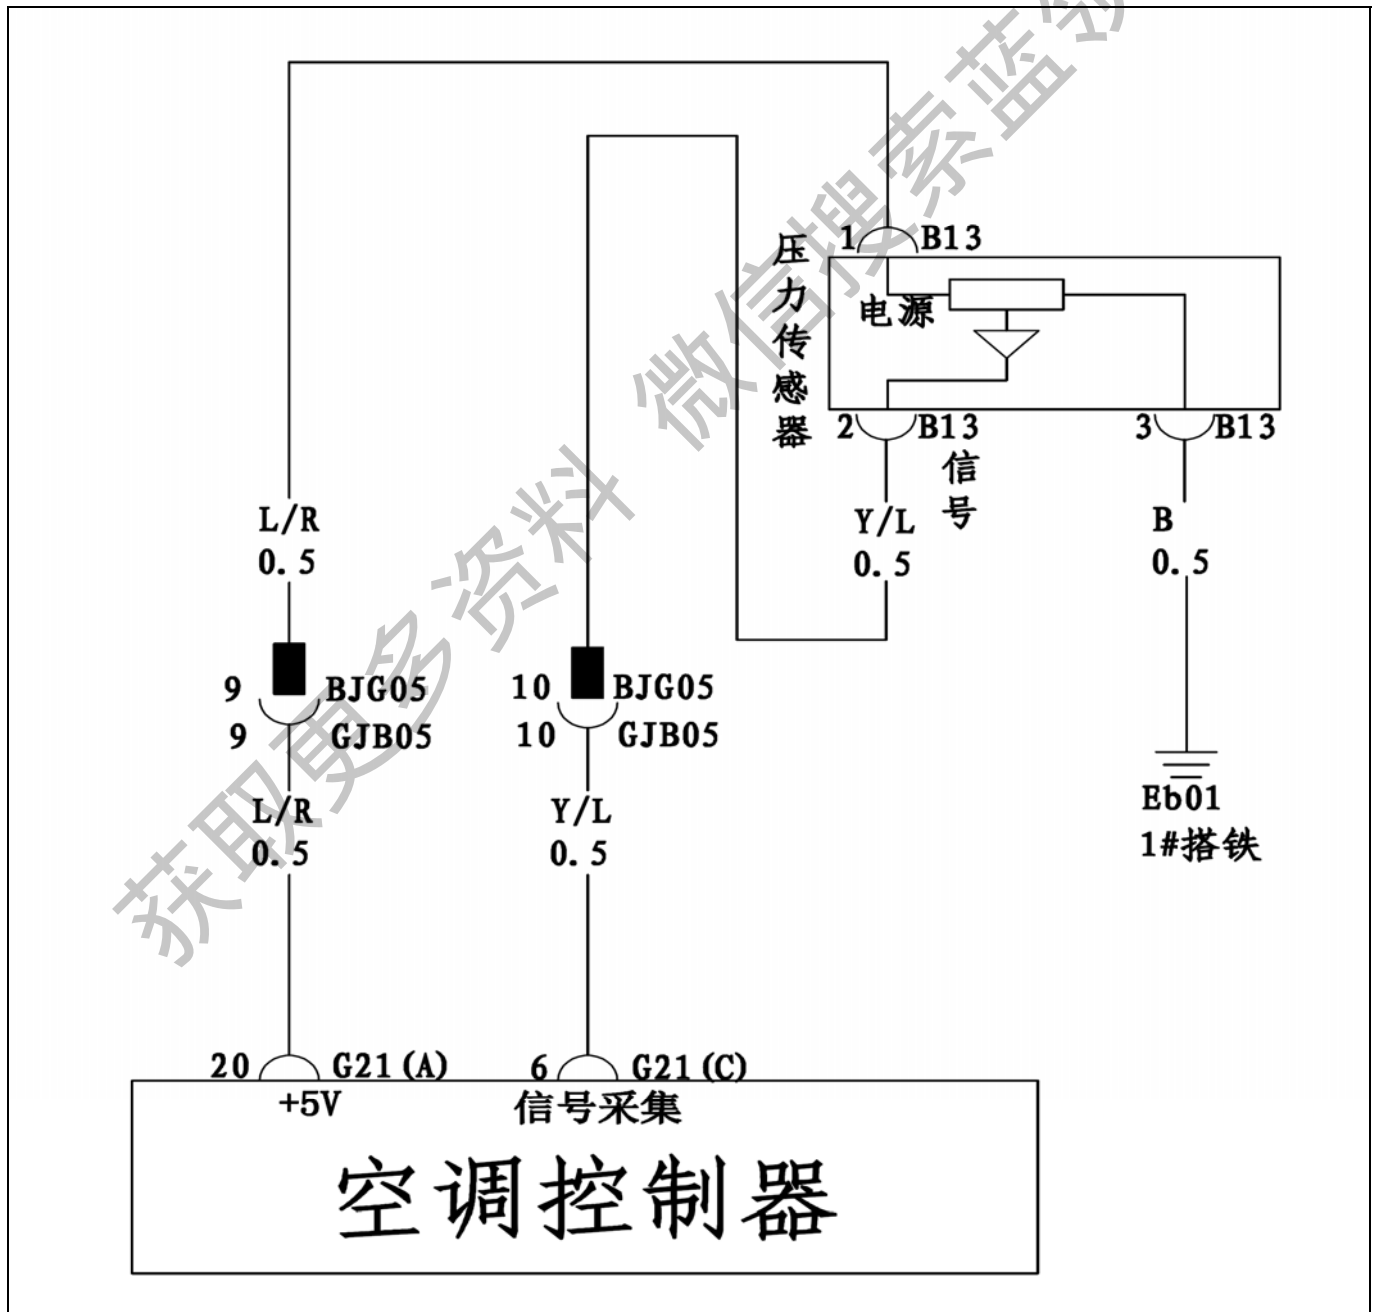 1 B13
压力传感器
电源
2 B13
3 B13
信号
L/R
0.5
Y/L
0.5
B
0.5
9 BJG05
9 GJB05
10 BJG05
10 GJB05
L/R
0.5
Y/L
0.5
Eb01
1#搭铁
20 G21(A)
6 G21(C)
+5V
信号采集
空调控制器
获取更多资料 微信搜索蓝领